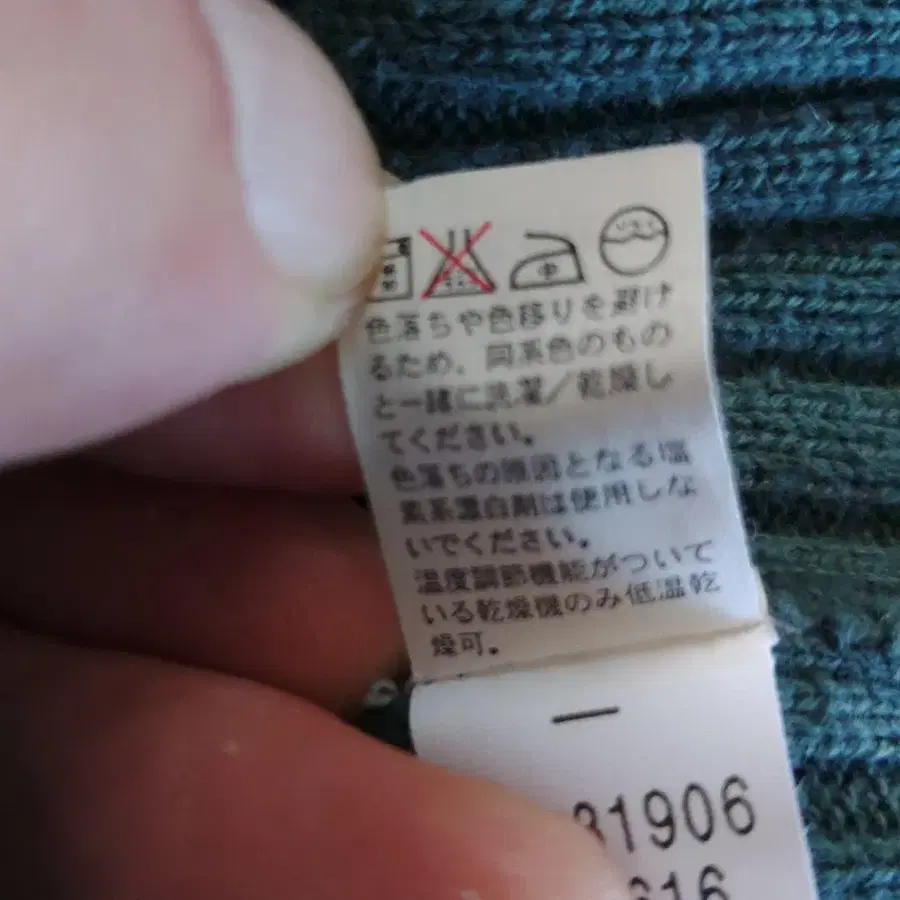 中
色落ちや色移りを避け
るため、同系色のもの
と一緒に洗濯/乾燥し
てください。
色落ちの原因となる塩
素系漂白剤は使用しな
いでください。
温度調節機能がついて
いる乾燥機のみ低温乾
燥可。
—
31906
616